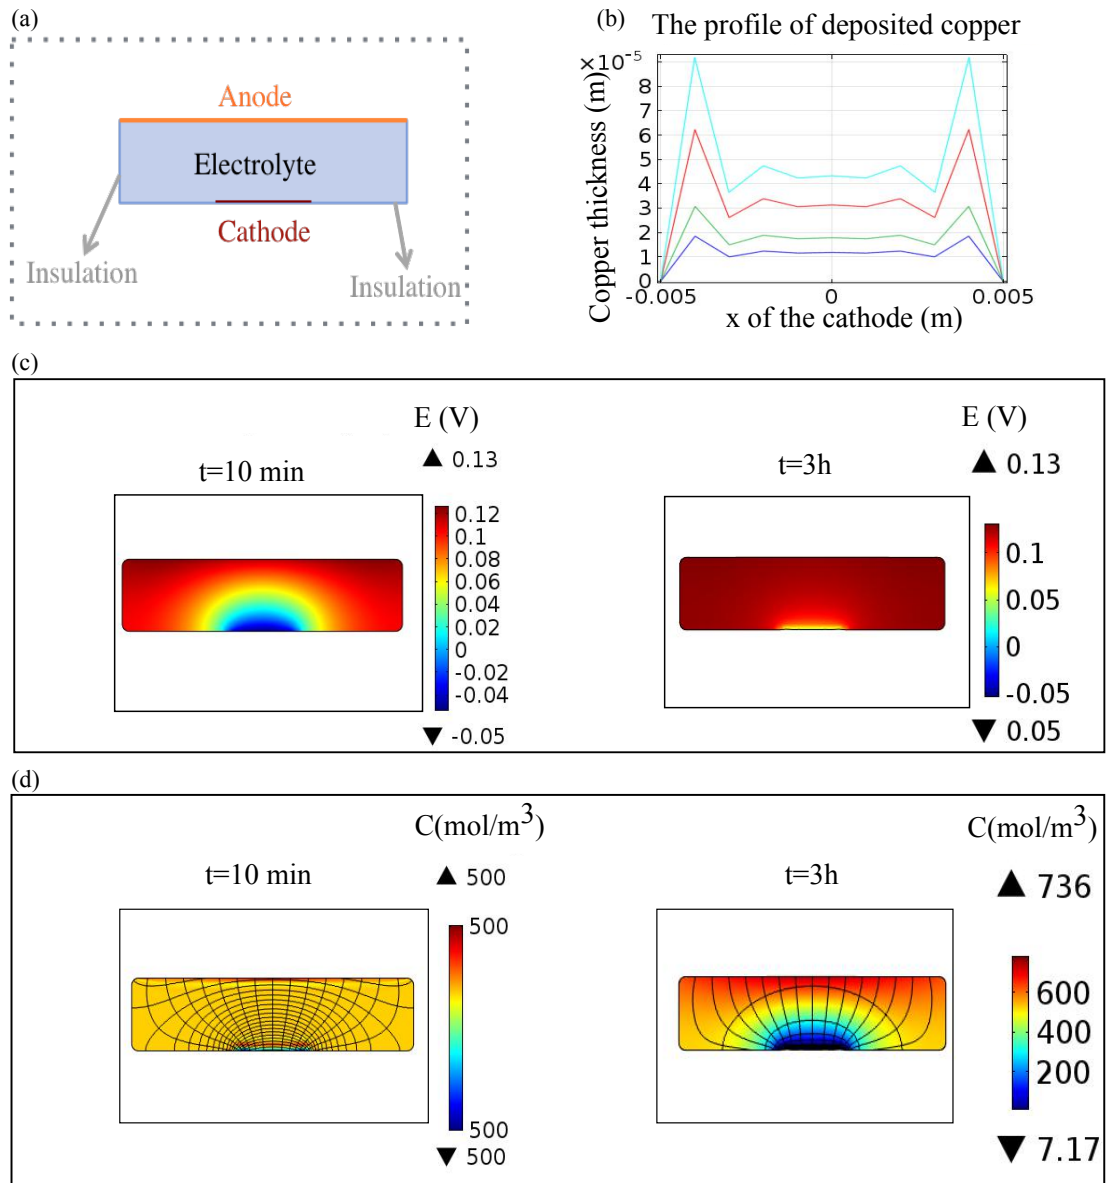 (a)
Anode
Electrolyte
Cathode
Insulation
Insulation
(b)
The profile of deposited copper
×10⁻⁵
Copper thickness (m)
8
7
6
5
4
3
2
1
0
-0.005
0
0.005
x of the cathode (m)
(c)
E (V)
t=10 min
▲ 0.13
0.12
0.1
0.08
0.06
0.04
0.02
0
-0.02
-0.04
▼ -0.05
E (V)
t=3h
▲ 0.13
0.1
0.05
0
-0.05
▼ 0.05
(d)
C(mol/m³)
t=10 min
▲ 500
500
500
▼ 500
C(mol/m³)
t=3h
▲ 736
600
400
200
▼ 7.17